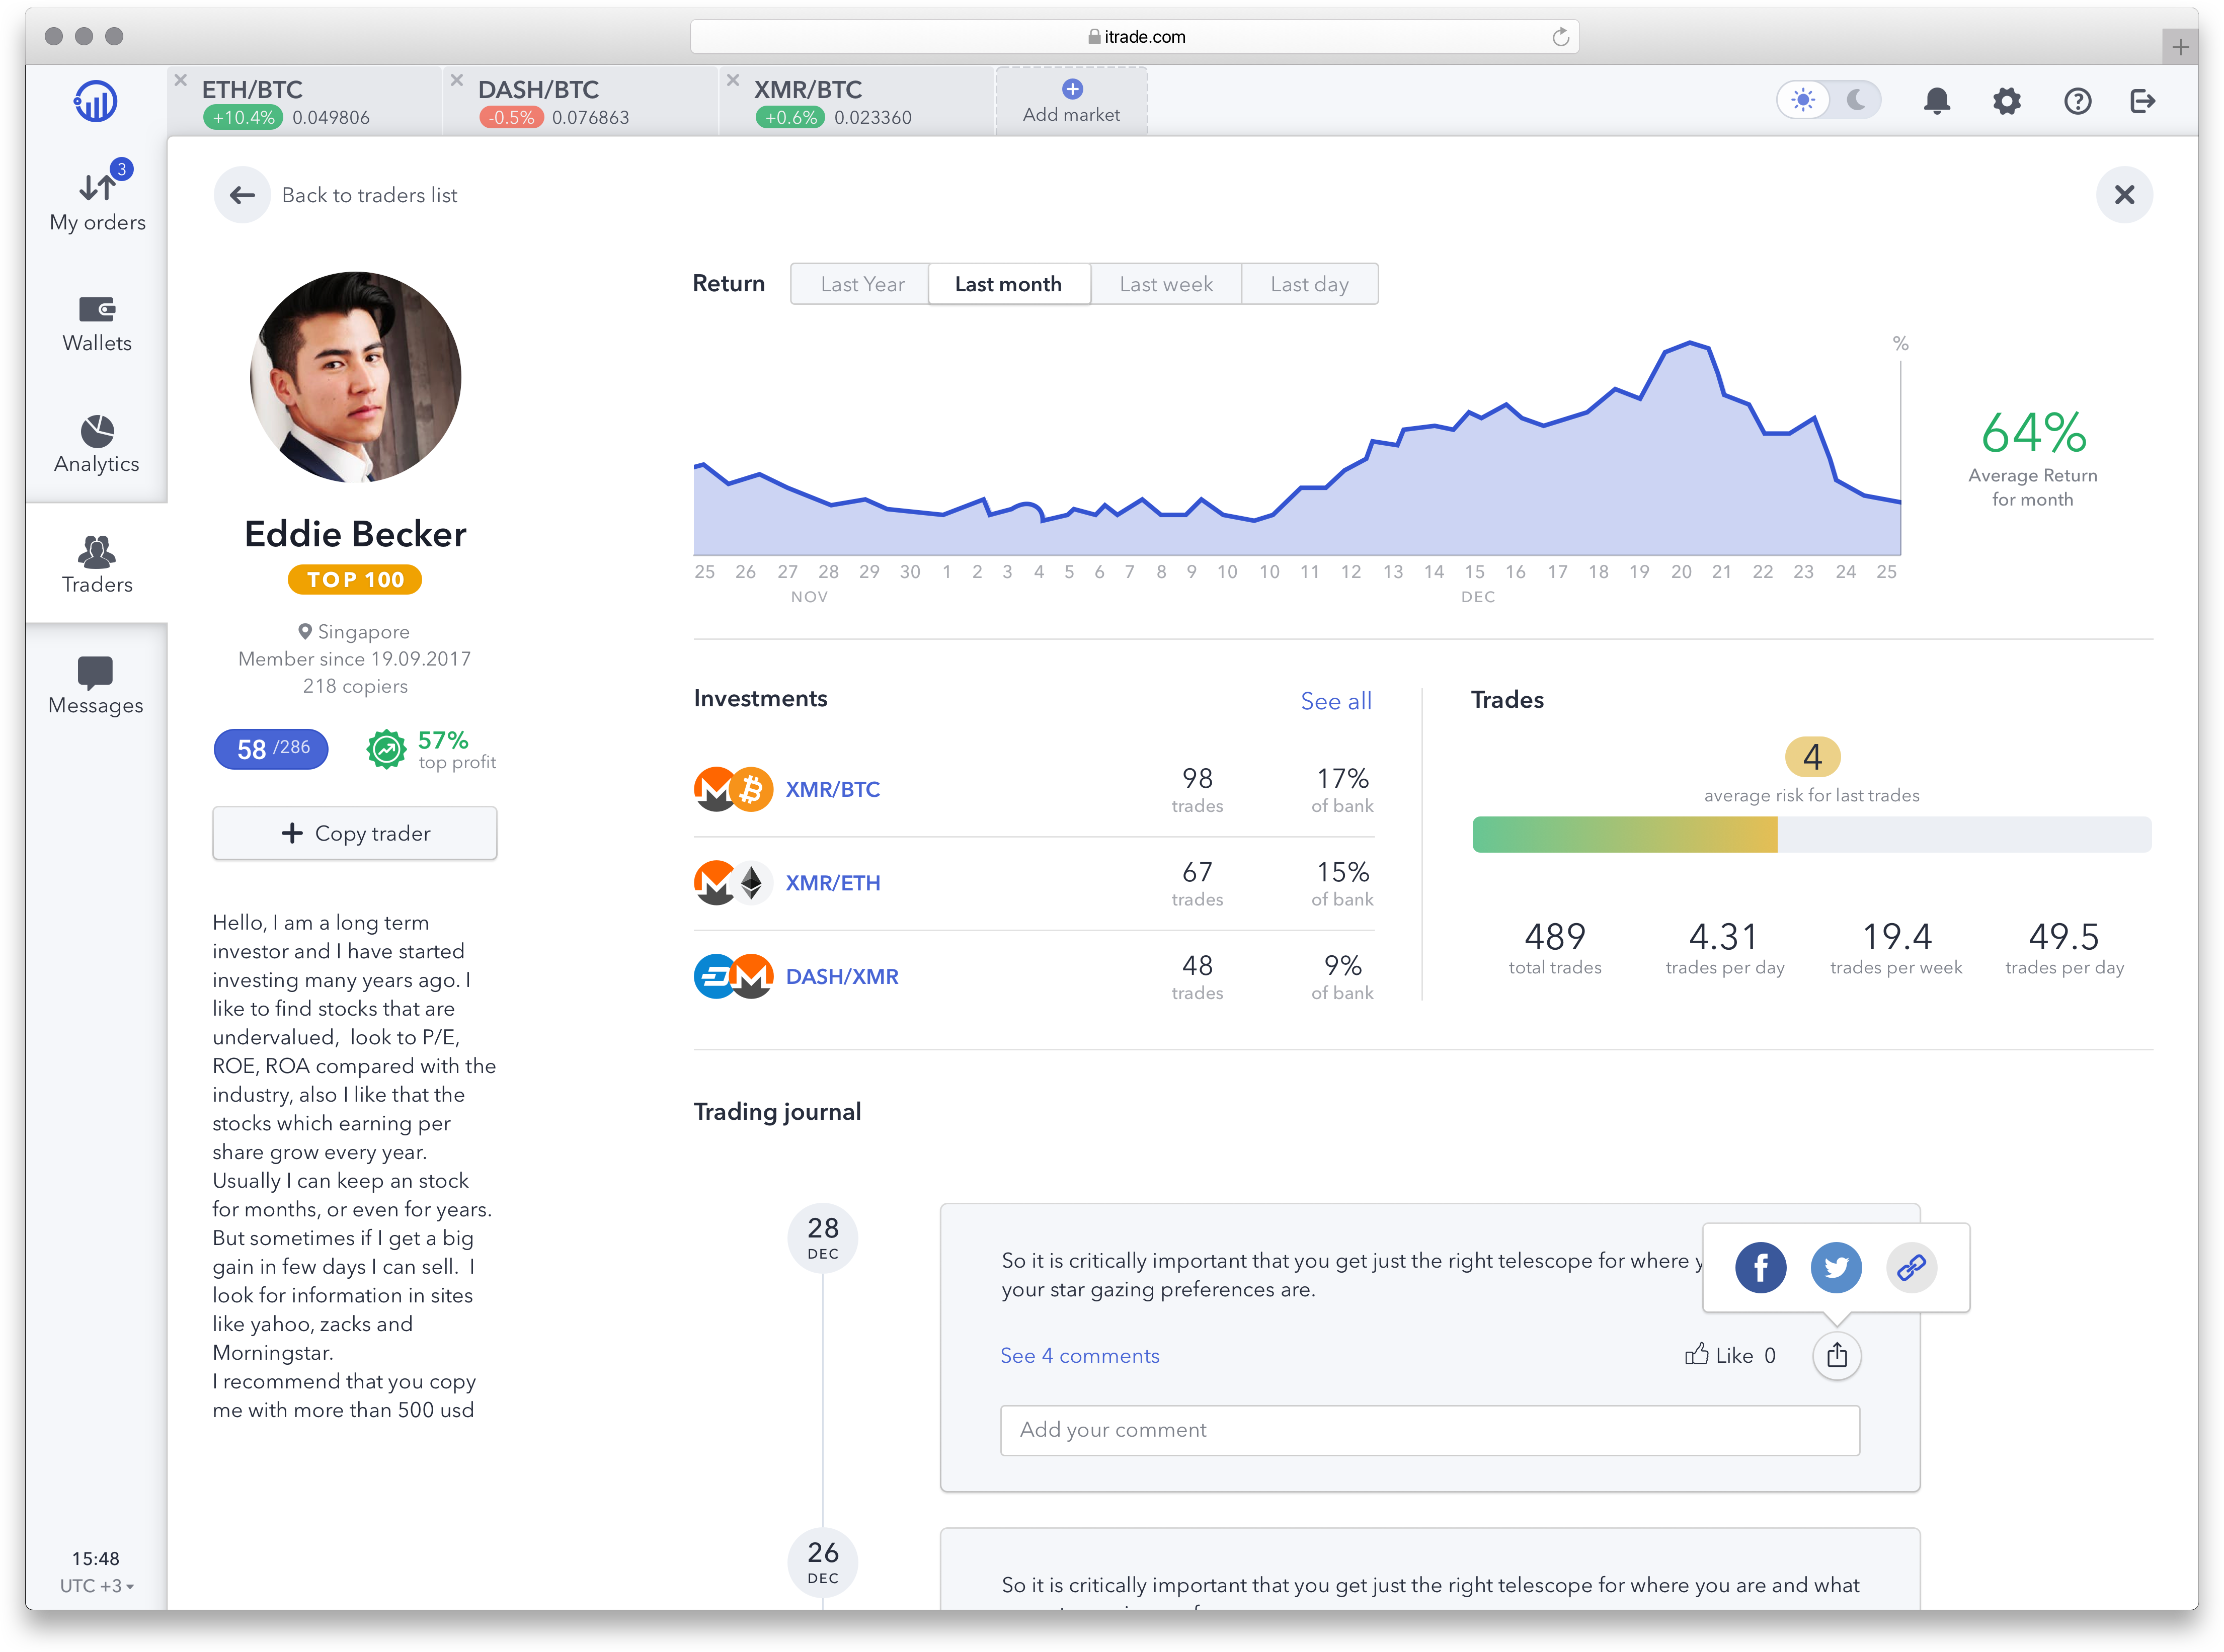 itrade.com
ETH/BTC
+10.4% 0.049806
DASH/BTC
-0.5% 0.076863
XMR/BTC
+0.6% 0.023360
Add market
3
My orders
Wallets
Analytics
Traders
Messages
15:48
UTC +3
Back to traders list
Eddie Becker
TOP 100
Singapore
Member since 19.09.2017
218 copiers
58 /286
57%
top profit
Copy trader
Hello, I am a long term
investor and I have started
investing many years ago. I
like to find stocks that are
undervalued,  look to P/E,
ROE, ROA compared with the
industry, also I like that the
stocks which earning per
share grow every year.
Usually I can keep an stock
for months, or even for years.
But sometimes if I get a big
gain in few days I can sell.  I
look for information in sites
like yahoo, zacks and
Morningstar.
I recommend that you copy
me with more than 500 usd
Return
Last Year Last month Last week Last day
%
25 26 27 28 29 30 1 2 3 4 5 6 7 8 9 10 10 11 12 13 14 15 16 17 18 19 20 21 22 23 24 25
NOV DEC
64%
Average Return
for month
Investments See all
XMR/BTC
98 17%
trades of bank
XMR/ETH
67 15%
trades of bank
DASH/XMR
48 9%
trades of bank
Trades
4
average risk for last trades
489 4.31 19.4 49.5
total trades trades per day trades per week trades per day
Trading journal
28
DEC
So it is critically important that you get just the right telescope for where
your star gazing preferences are.
See 4 comments
Like 0
Add your comment
26
DEC
So it is critically important that you get just the right telescope for where you are and what